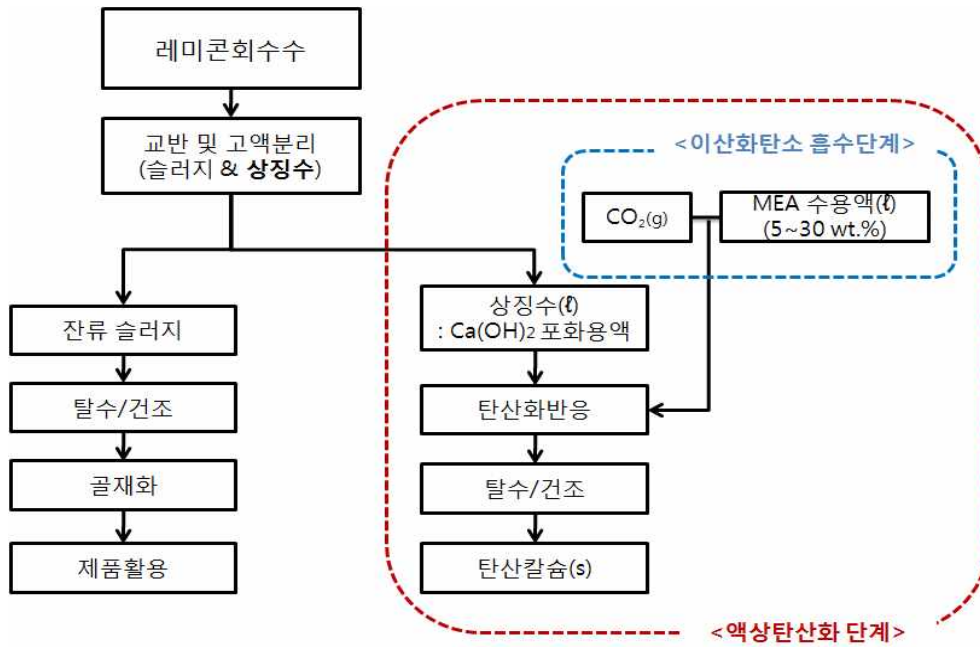 레미콘회수수
교반 및 고액분리
(슬러지 & 상징수)
<이산화탄소 흡수단계>
CO₂(g)
MEA 수용액(ℓ)
(5~30 wt.%)
잔류 슬러지
탈수/건조
골재화
제품활용
상징수(ℓ)
: Ca(OH)₂ 포화용액
탄산화반응
탈수/건조
탄산칼슘(s)
<액상탄산화 단계>